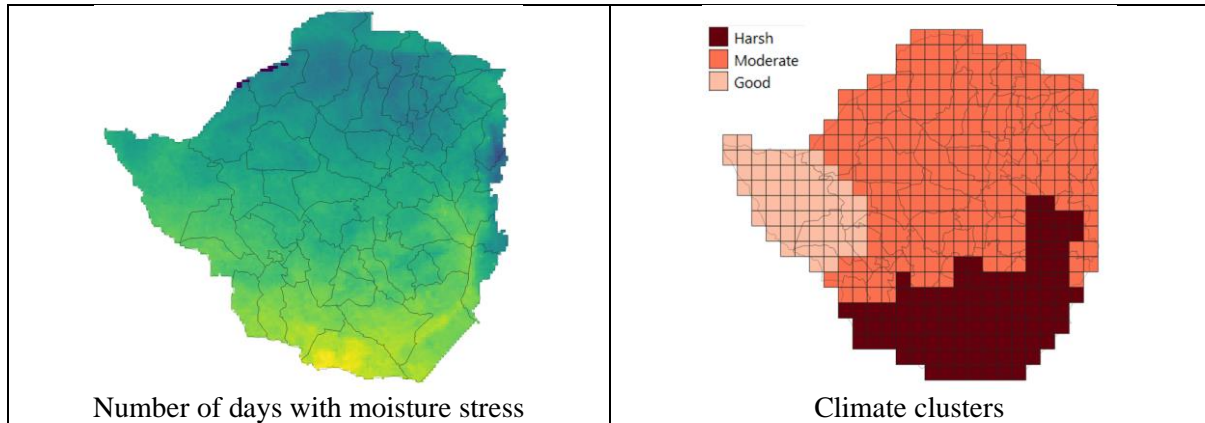 Harsh
Moderate
Good
Number of days with moisture stress
Climate clusters